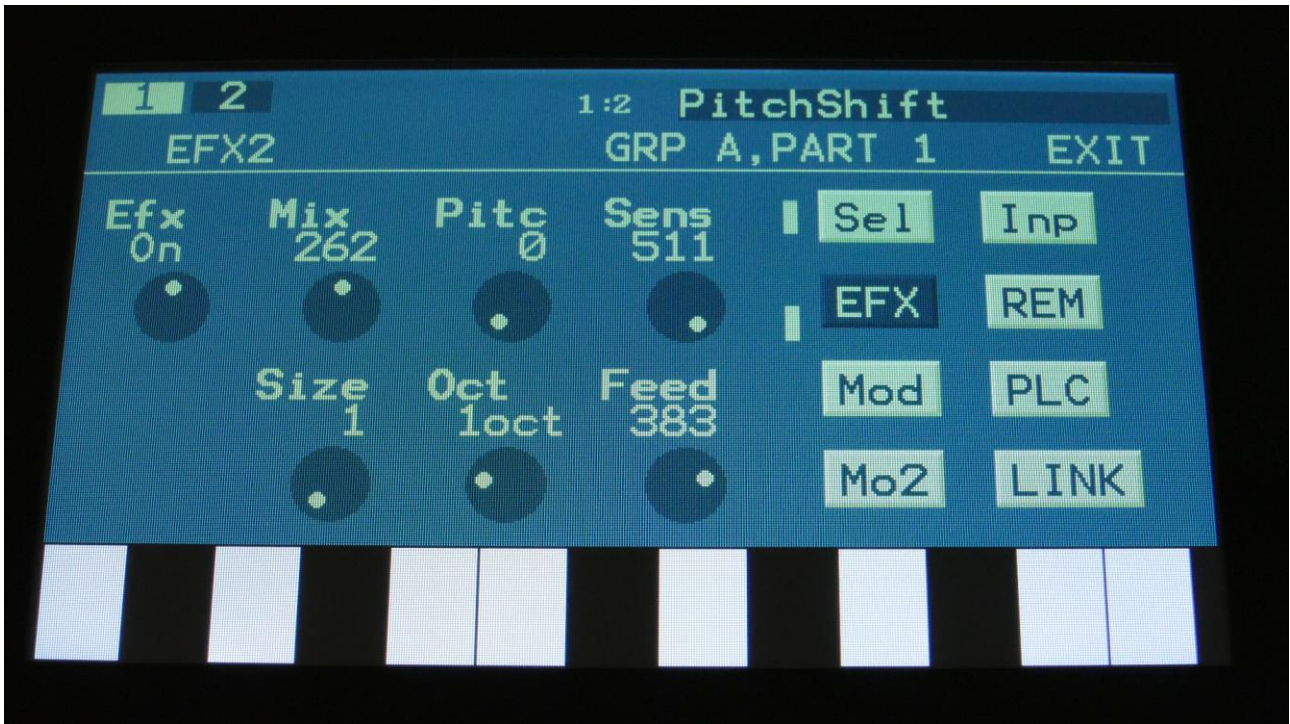 1 2 1:2 PitchShift
EFX2 GRP A,PART 1 EXIT
Efx Mix Pitc Sens Sel Inp
On 262 0 511
EFX REM
Size Oct Feed Mod PLC
1 1oct 383
Mo2 LINK